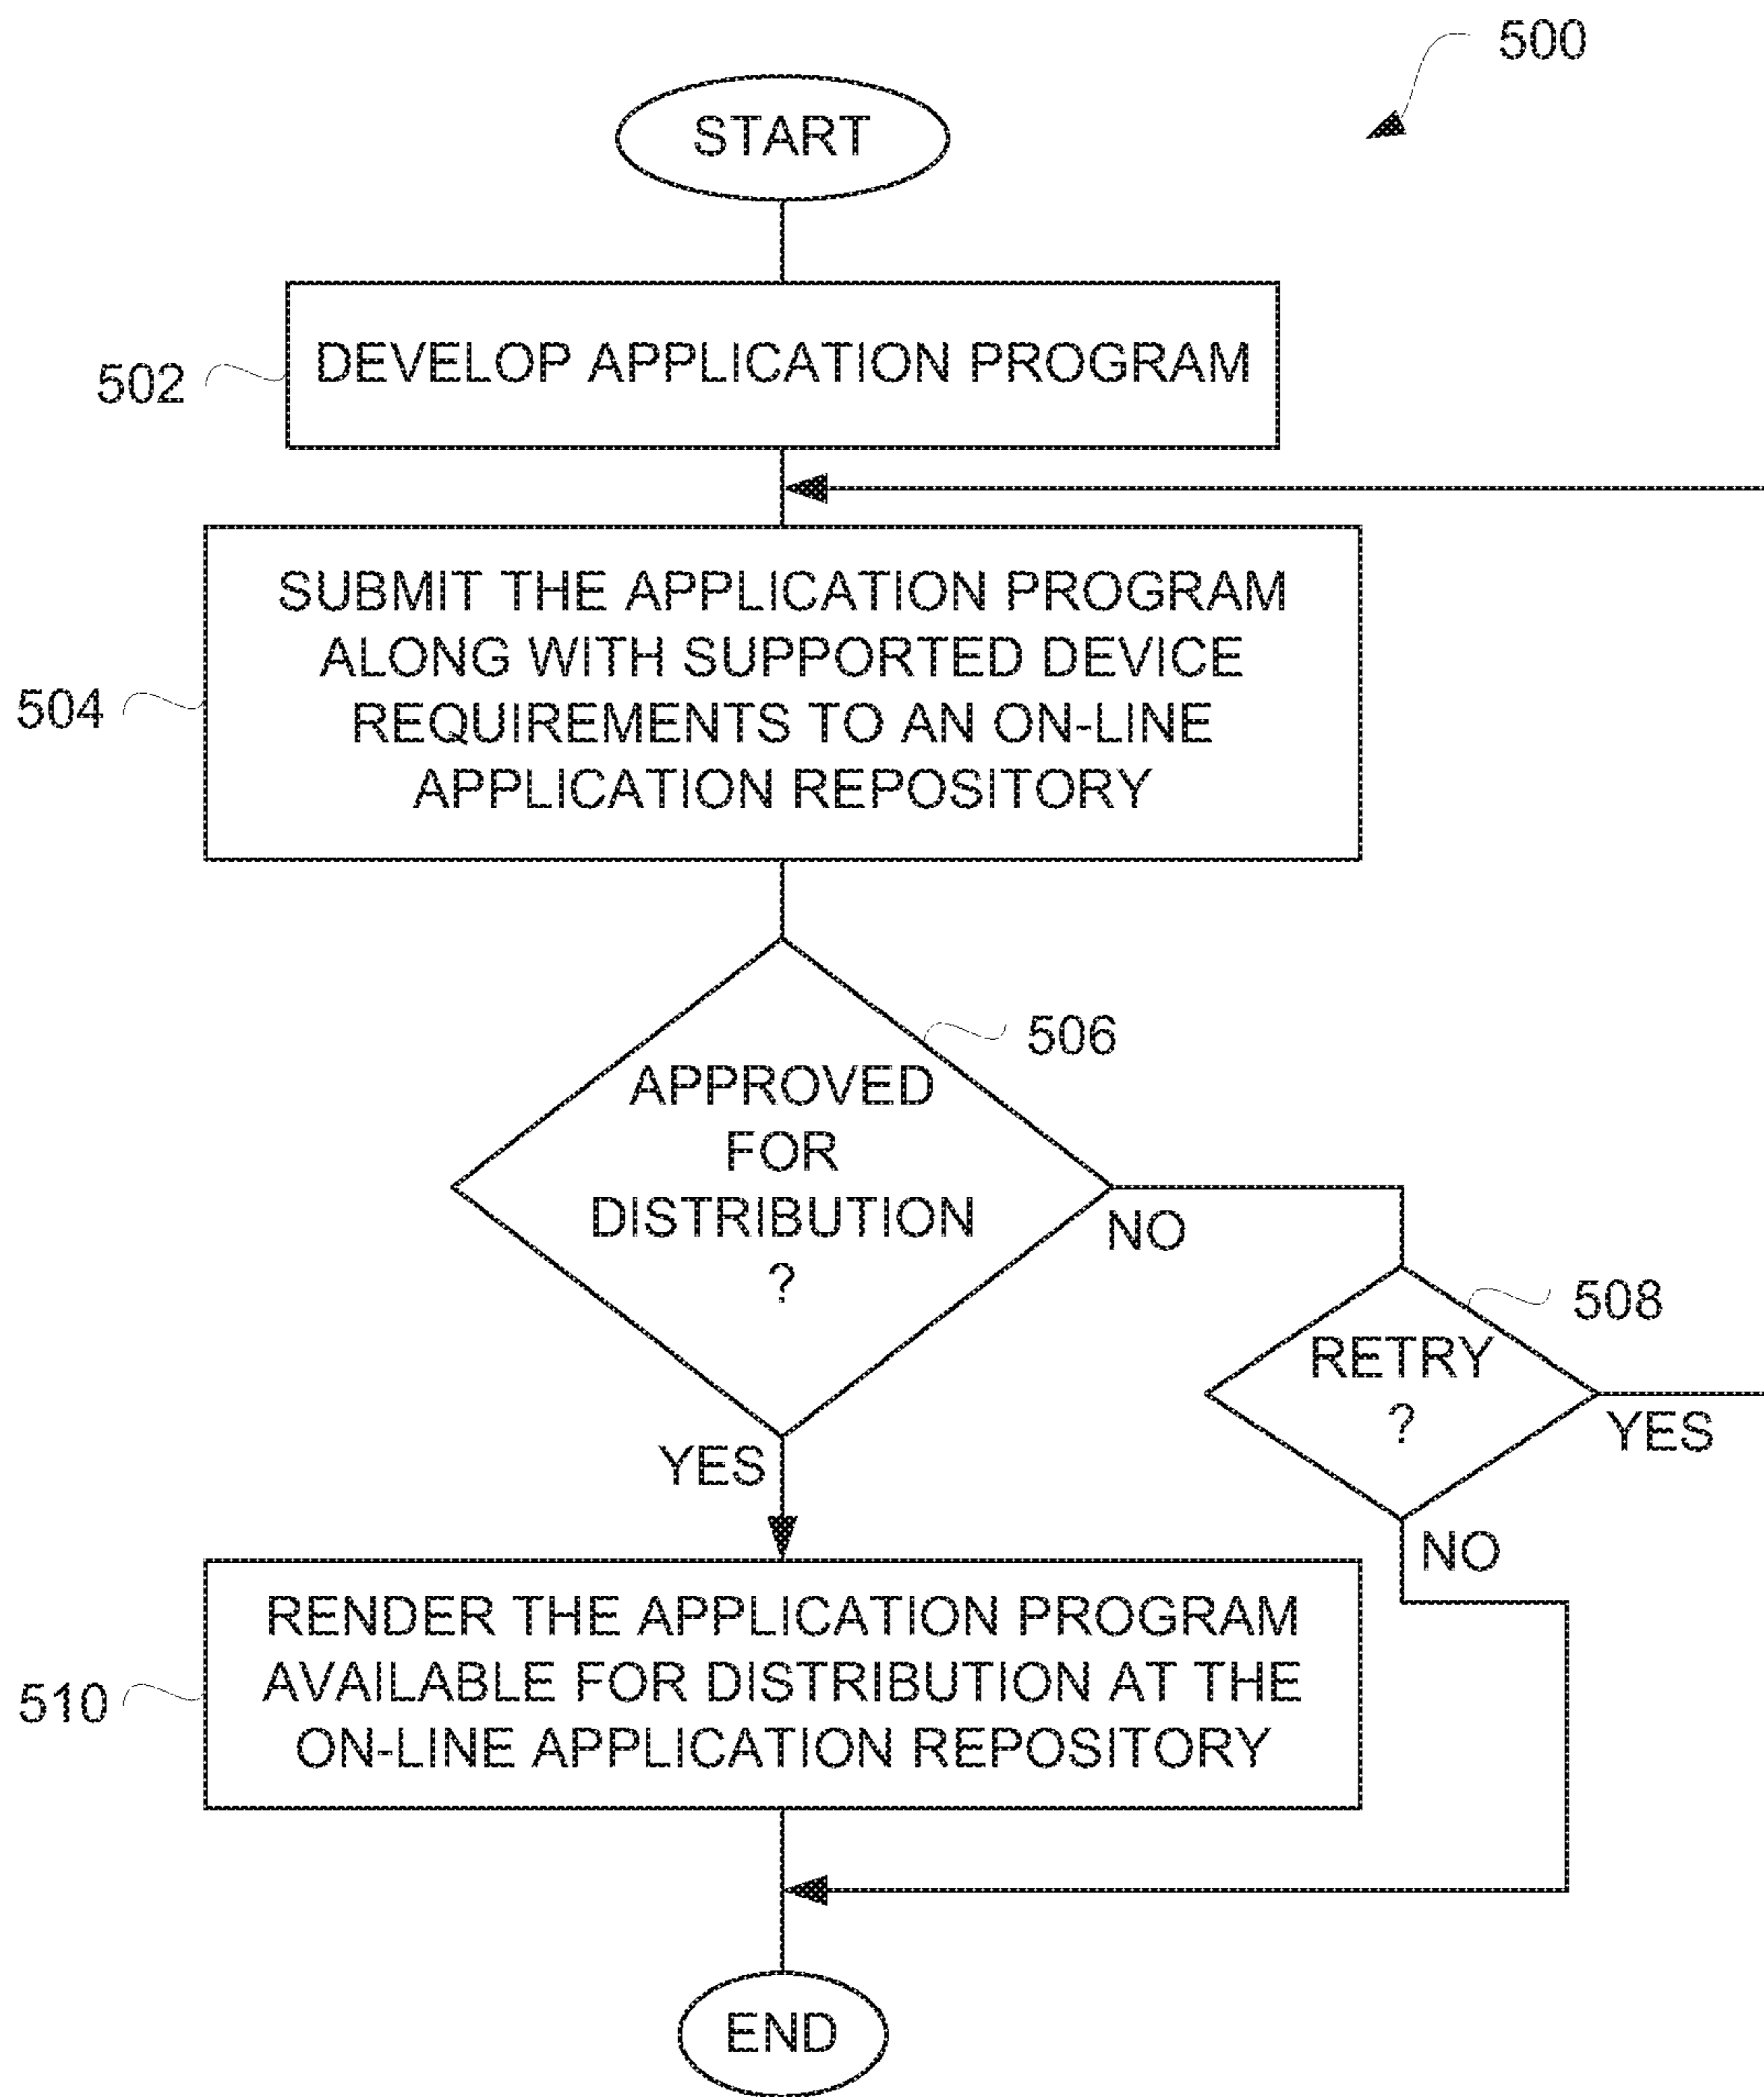 500
START
502
DEVELOP APPLICATION PROGRAM
504
SUBMIT THE APPLICATION PROGRAM
ALONG WITH SUPPORTED DEVICE
REQUIREMENTS TO AN ON-LINE
APPLICATION REPOSITORY
506
APPROVED
FOR
DISTRIBUTION
?
NO
508
RETRY
?
YES
YES
NO
510
RENDER THE APPLICATION PROGRAM
AVAILABLE FOR DISTRIBUTION AT THE
ON-LINE APPLICATION REPOSITORY
END